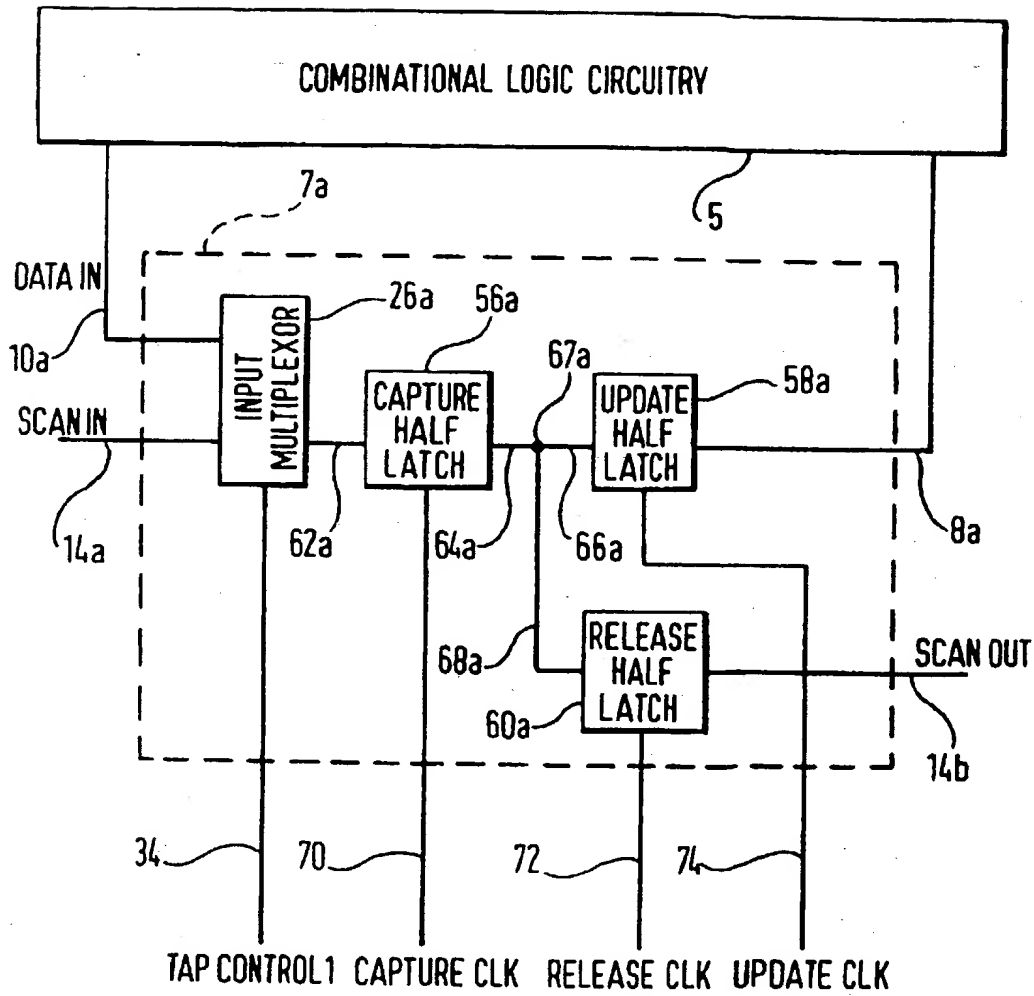 COMBINATIONAL LOGIC CIRCUITRY
7a
5
DATA IN
26a
56a
10a
INPUT
MULTIPLEXOR
CAPTURE
HALF
LATCH
67a
UPDATE
HALF
LATCH
58a
SCAN IN
14a
62a
64a
66a
8a
68a
RELEASE
HALF
LATCH
60a
SCAN OUT
14b
34
70
72
74
TAP CONTROL1
CAPTURE CLK
RELEASE CLK
UPDATE CLK